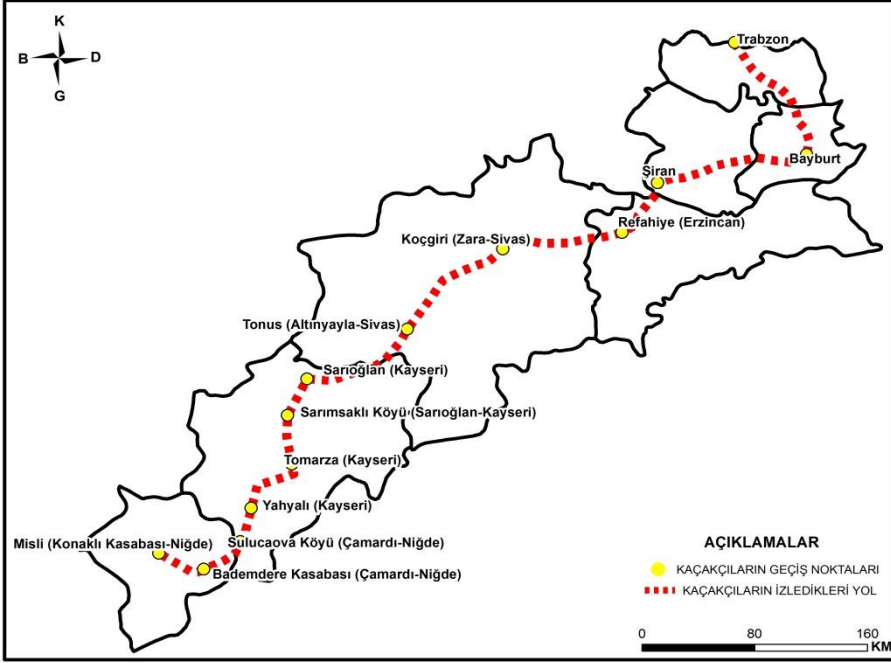 K
B D
G
Trabzon
Bayburt
Şiran
Refahiye (Erzincan)
Koçgiri (Zara-Sivas)
Tonus (Altınyayla-Sivas)
Sarıoğlan (Kayseri)
Sarımsaklı Köyü (Sarıoğlan-Kayseri)
Tomarza (Kayseri)
Yahyalı (Kayseri)
Misli (Konaklı Kasabası-Niğde)
Sulucaova Köyü (Çamardı-Niğde)
Bademdere Kasabası (Çamardı-Niğde)
AÇIKLAMALAR
KAÇAKÇILARIN GEÇİŞ NOKTALARI
KAÇAKÇILARIN İZLEDİKLERİ YOL
0 80 160
KM